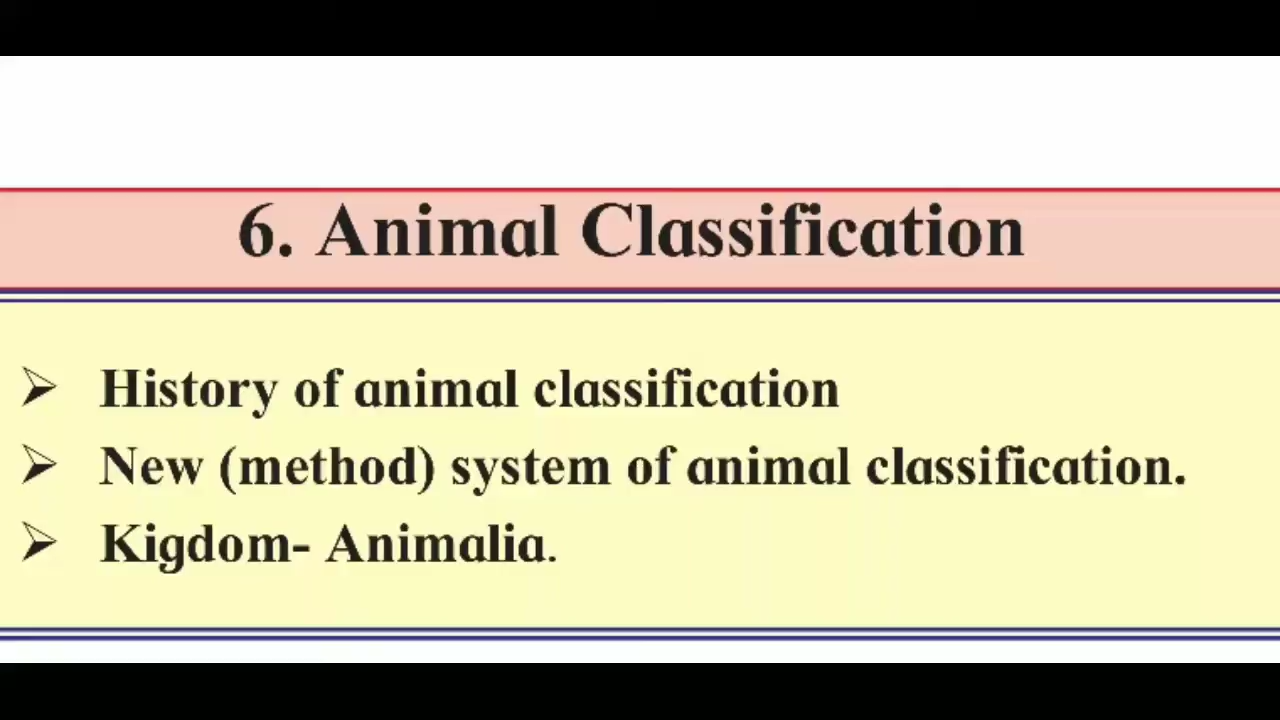 6. Animal Classification
➢ History of animal classification
➢ New (method) system of animal classification.
➢ Kigdom- Animalia.